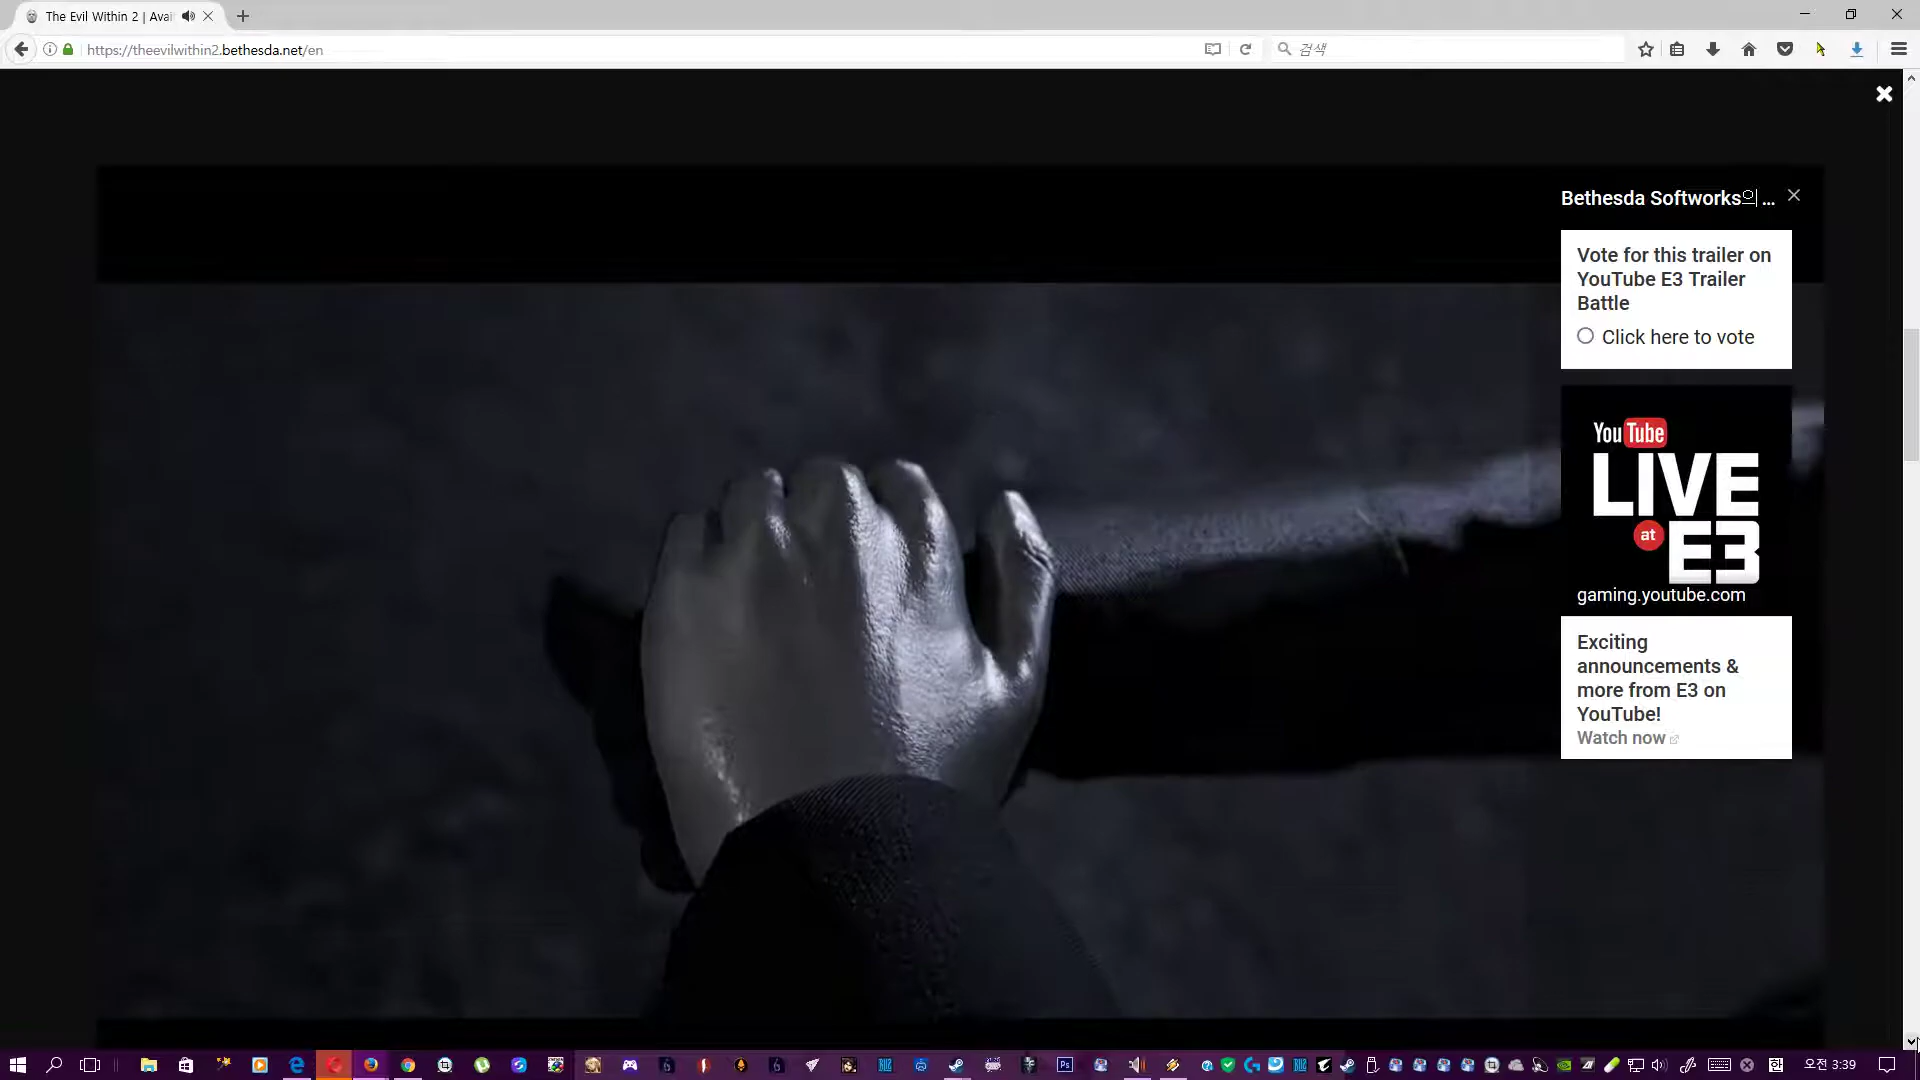 The Evil Within 2 | Avai
https://theevilwithin2.bethesda.net/en
검색
Bethesda Softworks의 ...
Vote for this trailer on
YouTube E3 Trailer
Battle
Click here to vote
YouTube
LIVE
at E3
gaming.youtube.com
Exciting
announcements &
more from E3 on
YouTube!
Watch now
Ps
한
오전 3:39